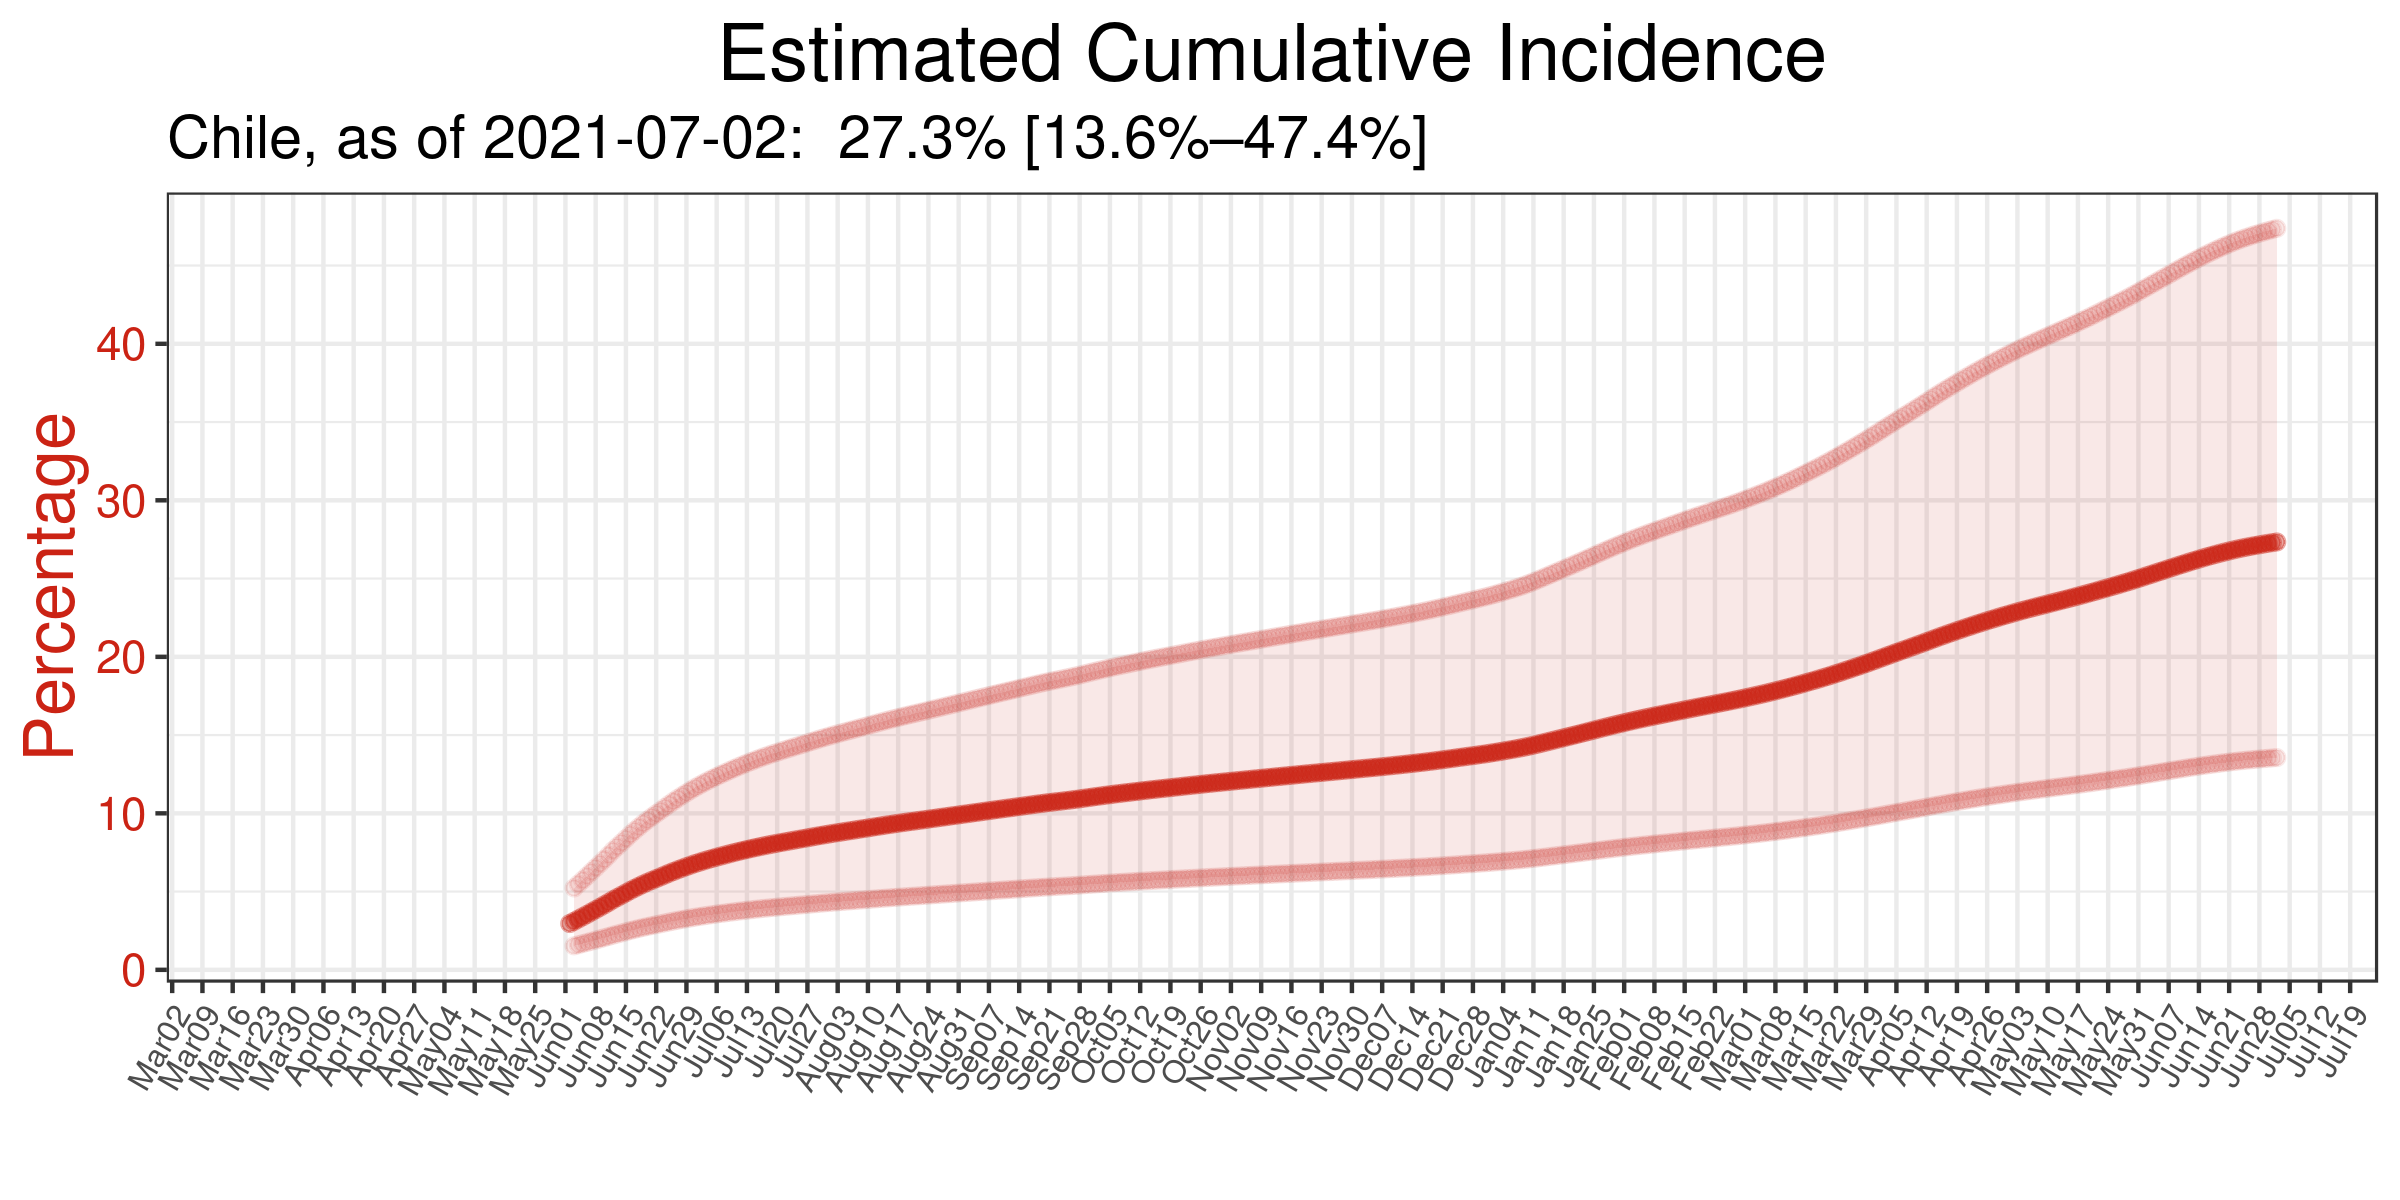 Estimated Cumulative Incidence
Chile, as of 2021-07-02:  27.3% [13.6%–47.4%]
Percentage
40
30
20
10
0
Mar02 Mar09 Mar16 Mar23 Mar30 Apr06 Apr13 Apr20 Apr27 May04 May11 May18 May25 Jun01 Jun08 Jun15 Jun22 Jun29 Jul06 Jul13 Jul20 Jul27 Aug03 Aug10 Aug17 Aug24 Aug31 Sep07 Sep14 Sep21 Sep28 Oct05 Oct12 Oct19 Oct26 Nov02 Nov09 Nov16 Nov23 Nov30 Dec07 Dec14 Dec21 Dec28 Jan04 Jan11 Jan18 Jan25 Feb01 Feb08 Feb15 Feb22 Mar01 Mar08 Mar15 Mar22 Mar29 Apr05 Apr12 Apr19 Apr26 May03 May10 May17 May24 May31 Jun07 Jun14 Jun21 Jun28 Jul05 Jul12 Jul19